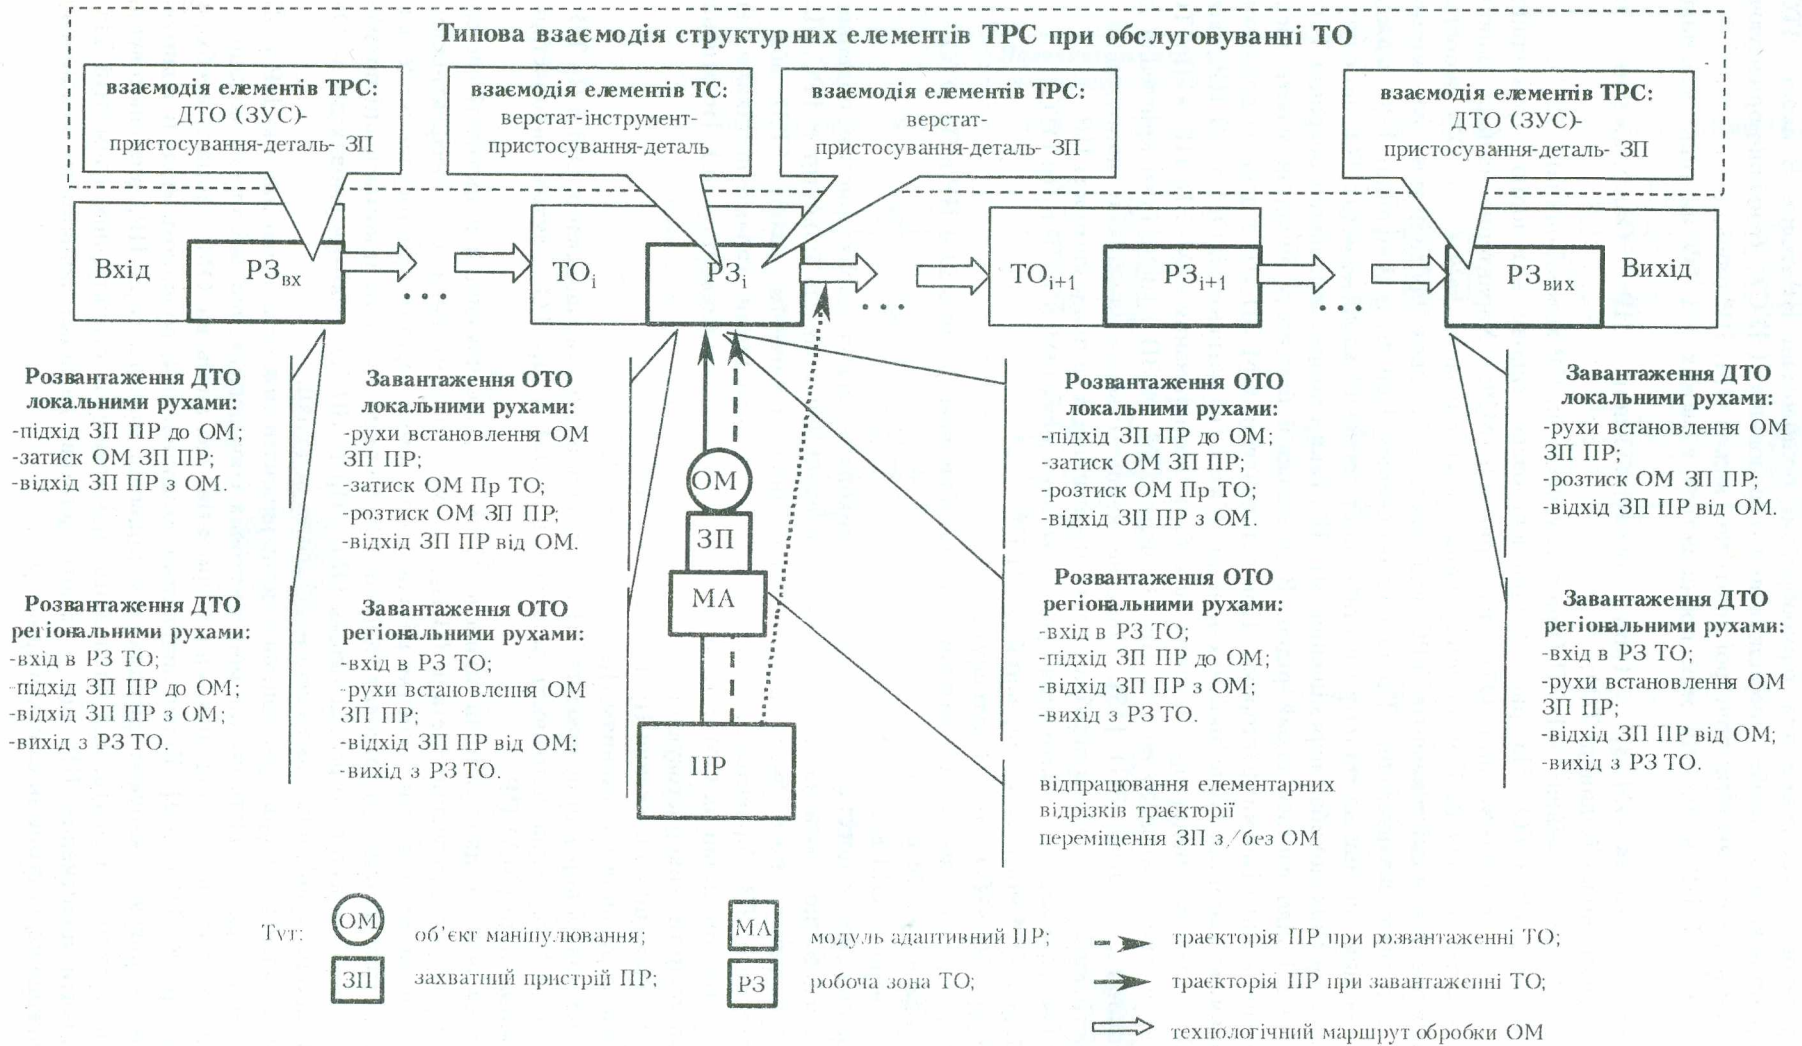 Типова взаємодія структурних елементів ТРС при обслуговуванні ТО
взаємодія елементів ТРС:
ДТО (ЗУС)-
пристосування-деталь- ЗП
взаємодія елементів ТС:
верстат-інструмент-
пристосування-деталь
взаємодія елементів ТРС:
верстат-
пристосування-деталь- ЗП
взаємодія елементів ТРС:
ДТО (ЗУС)-
пристосування-деталь- ЗП
Вхід
РЗвх
...
ТОi
РЗi
...
ТОi+1
РЗi+1
...
РЗвих
Вихід
Розвантаження ДТО
локальними рухами:
-підхід ЗП ПР до ОМ;
-затиск ОМ ЗП ПР;
-відхід ЗП ПР з ОМ.
Розвантаження ДТО
регіональними рухами:
-вхід в РЗ ТО;
-підхід ЗП ПР до ОМ;
-відхід ЗП ПР з ОМ;
-вихід з РЗ ТО.
Завантаження ОТО
локальними рухами:
-рухи встановлення ОМ
ЗП ПР;
-затиск ОМ Пр ТО;
-розтиск ОМ ЗП ПР;
-відхід ЗП ПР від ОМ.
Завантаження ОТО
регіональними рухами:
-вхід в РЗ ТО;
-рухи встановлення ОМ
ЗП ПР;
-відхід ЗП ПР від ОМ;
-вихід з РЗ ТО.
ОМ
ЗП
МА
ПР
Розвантаження ОТО
локальними рухами:
-підхід ЗП ПР до ОМ;
-затиск ОМ ЗП ПР;
-розтиск ОМ Пр ТО;
-відхід ЗП ПР з ОМ.
Розвантаження ОТО
регіональними рухами:
-вхід в РЗ ТО;
-підхід ЗП ПР до ОМ;
-відхід ЗП ПР з ОМ;
-вихід з РЗ ТО.
відпрацювання елементарних
відрізків траєкторії
переміщення ЗП з/без ОМ
Завантаження ДТО
локальними рухами:
-рухи встановлення ОМ
ЗП ПР;
-розтиск ОМ ЗП ПР;
-відхід ЗП ПР від ОМ.
Завантаження ДТО
регіональними рухами:
-вхід в РЗ ТО;
-рухи встановлення ОМ
ЗП ПР;
-відхід ЗП ПР від ОМ;
-вихід з РЗ ТО.
Тут:
ОМ
об'єкт маніпулювання;
ЗП
захватний пристрій ПР;
МА
модуль адаптивний ПР;
РЗ
робоча зона ТО;
траєкторія ПР при розвантаженні ТО;
траєкторія ПР при завантаженні ТО;
технологічний маршрут обробки ОМ